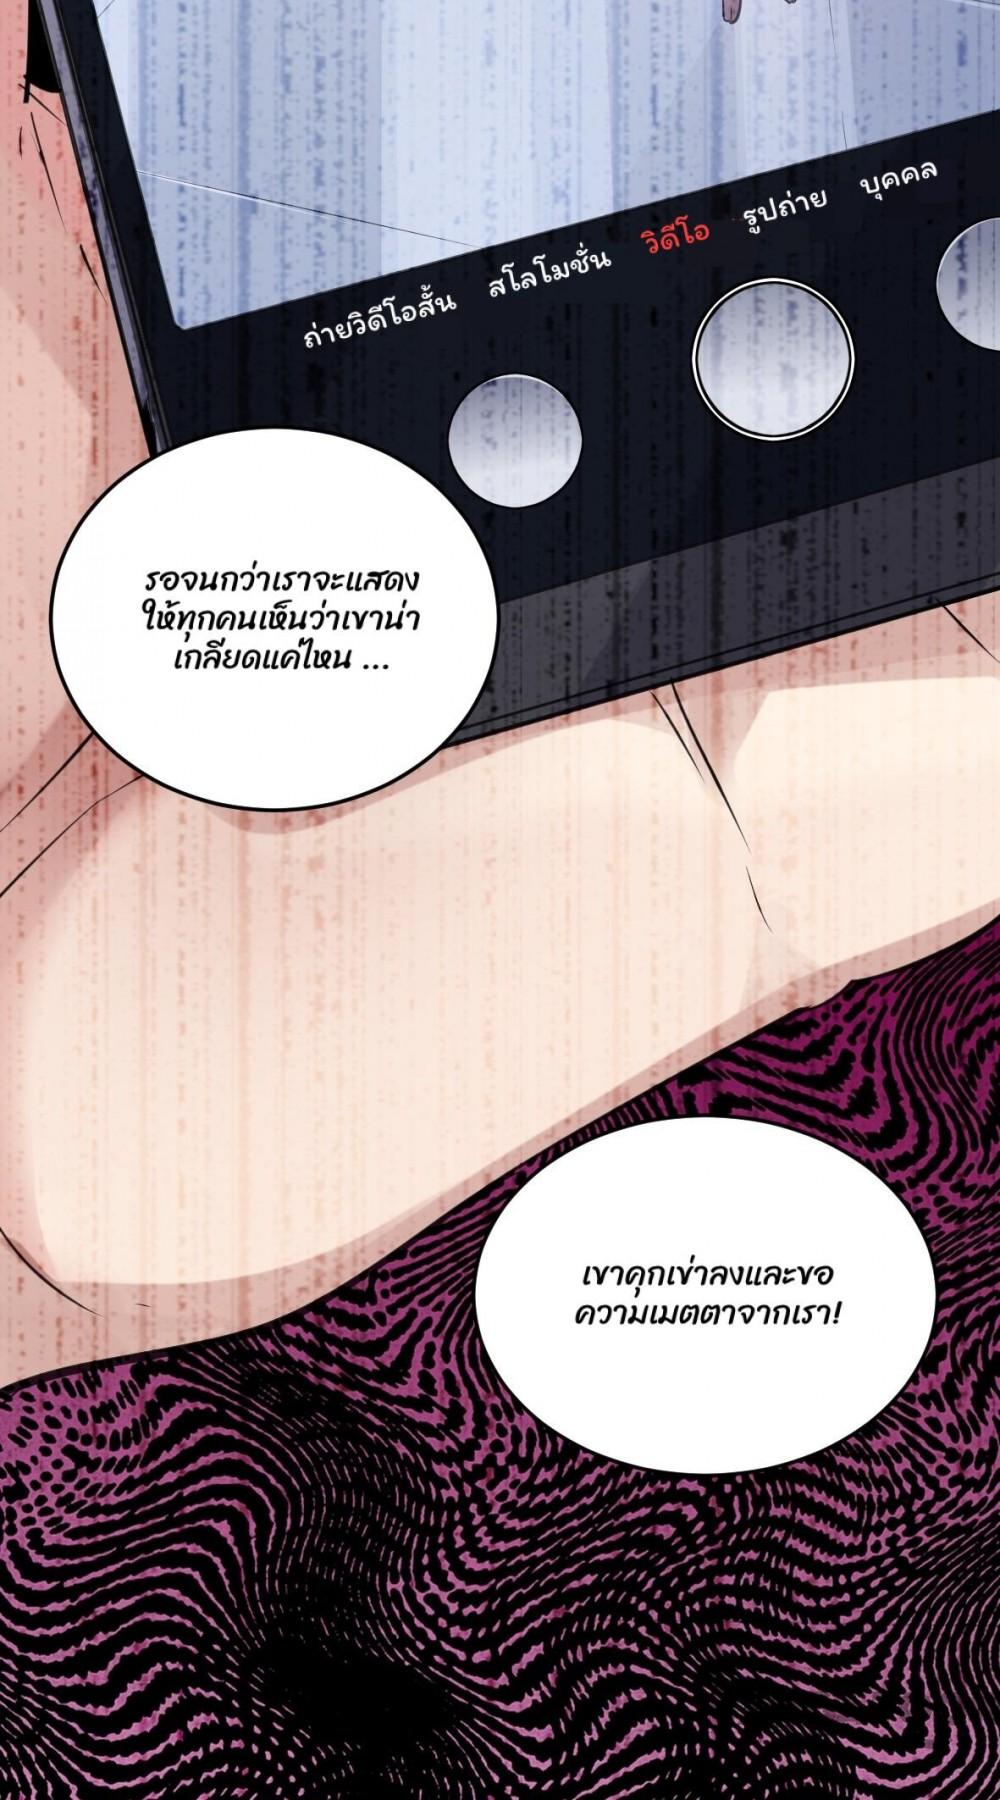 ถ่ายวิดีโอสั้น สโลโมชั่น วิดีโอ รูปถ่าย บุคคล
รอจนกว่าเราจะแสดง
ให้ทุกคนเห็นว่าเขาน่า
เกลียดแค่ไหน ...
เขาคุกเข่าลงและขอ
ความเมตตาจากเรา!